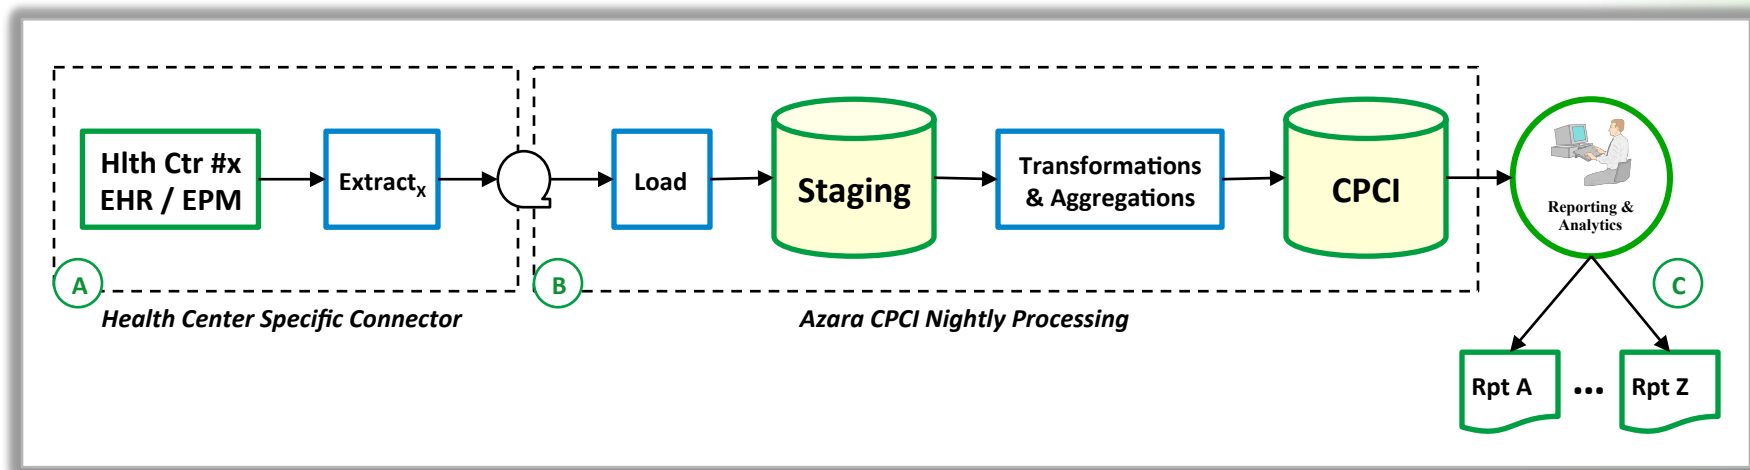 Hlth Ctr #x
EHR / EPM
Extractx
Load
Staging
Transformations
& Aggregations
CPCI
Reporting &
Analytics
A
B
C
Health Center Specific Connector
Azara CPCI Nightly Processing
Rpt A
...
Rpt Z